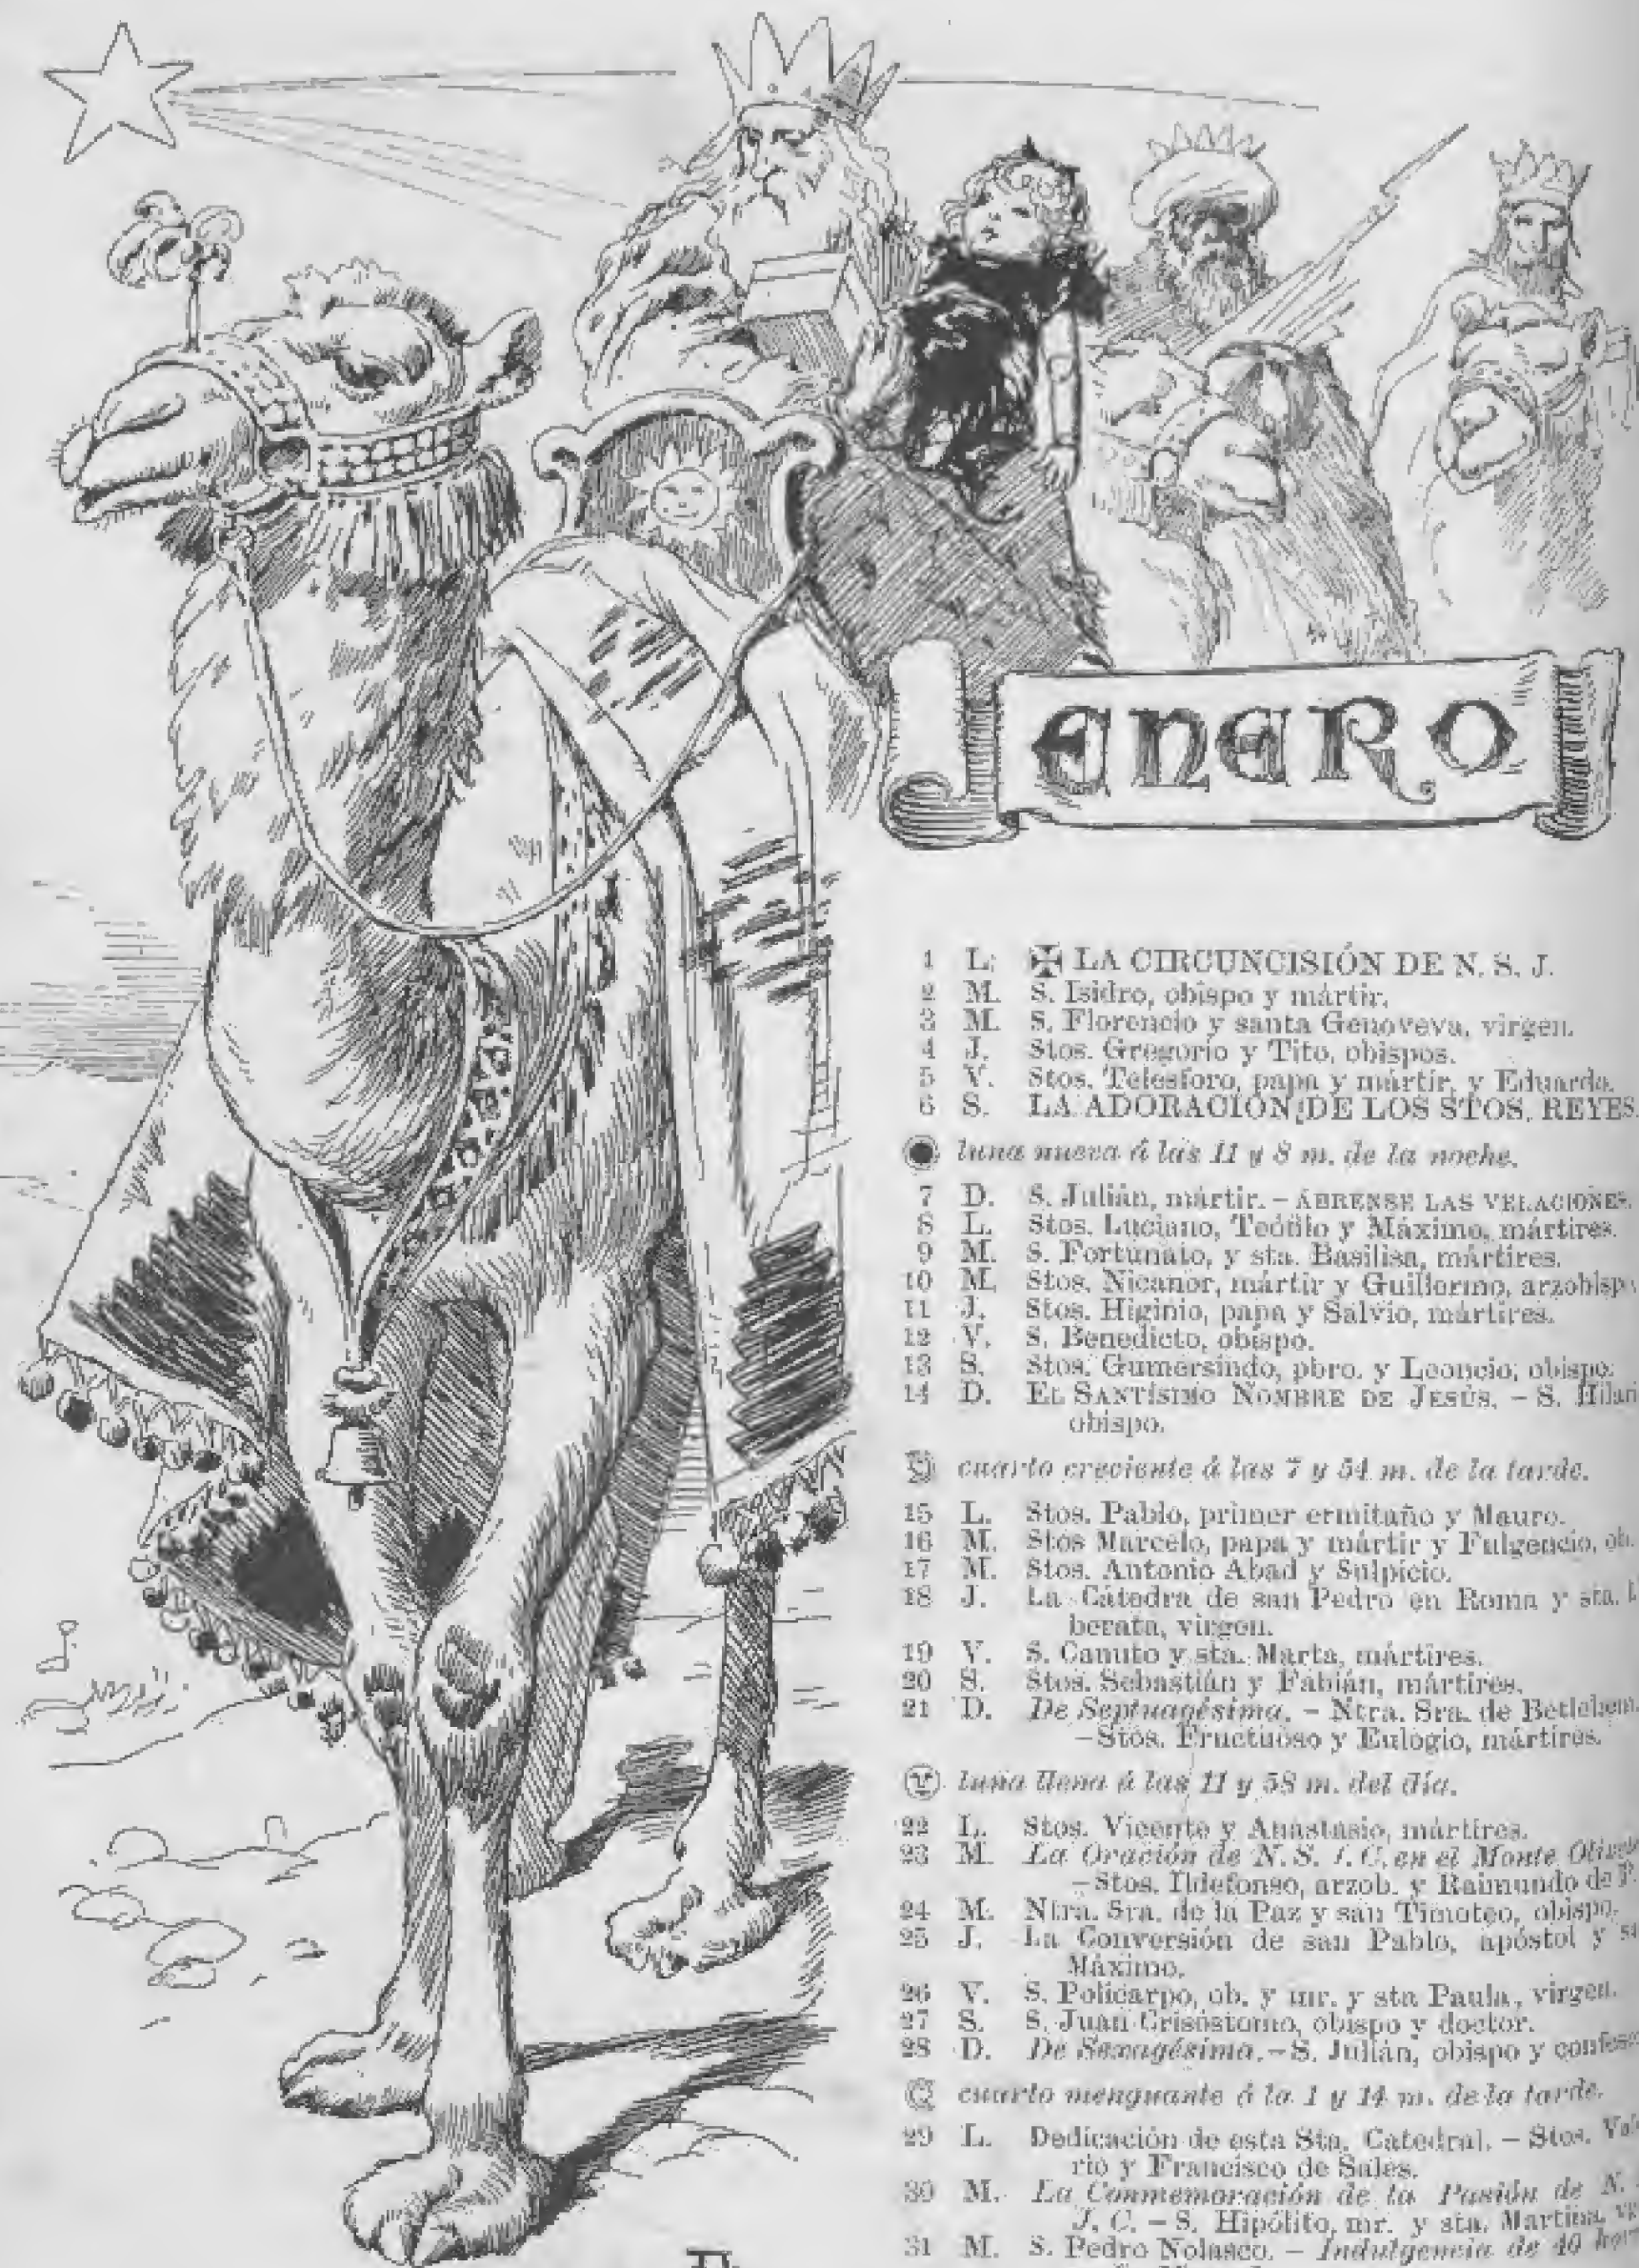 ENERO
1 L. ✠ LA CIRCUNCISIÓN DE N. S. J.
2 M. S. Isidro, obispo y mártir.
3 M. S. Florencio y santa Genoveva, virgen.
4 J. Stos. Gregorio y Tito, obispos.
5 V. Stos. Telesforo, papa y mártir, y Eduardo.
6 S. LA ADORACIÓN DE LOS STOS. REYES.
luna nueva á las 11 y 8 m. de la noche.
7 D. S. Julián, mártir. – ÁBRENSE LAS VELACIONES.
8 L. Stos. Luciano, Teófilo y Máximo, mártires.
9 M. S. Fortunato, y sta. Basilisa, mártires.
10 M. Stos. Nicanor, mártir y Guillermo, arzobispo
11 J. Stos. Higinio, papa y Salvio, mártires.
12 V. S. Benedicto, obispo.
13 S. Stos. Gumersindo, pbro. y Leoncio, obispo.
14 D. EL SANTÍSIMO NOMBRE DE JESÚS. – S. Hilari
obispo.
cuarto creciente á las 7 y 54 m. de la tarde.
15 L. Stos. Pablo, primer ermitaño y Mauro.
16 M. Stos Marcelo, papa y mártir y Fulgencio, ob.
17 M. Stos. Antonio Abad y Sulpicio.
18 J. La Cátedra de san Pedro en Roma y sta.
berata, virgen.
19 V. S. Canuto y sta. Marta, mártires.
20 S. Stos. Sebastián y Fabián, mártires.
21 D. De Septuagésima. – Ntra. Sra. de Betlehem.
– Stos. Fructuoso y Eulogio, mártires.
luna llena á las 11 y 58 m. del día.
22 L. Stos. Vicente y Anastasio, mártires.
23 M. La Oración de N. S. J. C. en el Monte
– Stos. Ildefonso, arzob. y Raimundo de P.
24 M. Ntra. Sra. de la Paz y san Timoteo, obispo.
25 J. La Conversión de san Pablo, apóstol y
Máximo.
26 V. S. Policarpo, ob. y mr. y sta Paula, virgen.
27 S. S. Juan Crisóstomo, obispo y doctor.
28 D. De Sexagésima. – S. Julián, obispo y confesor
cuarto menguante á la 1 y 14 m. de la tarde.
29 L. Dedicación de esta Sta. Catedral. – Stos. Vale
rio y Francisco de Sales.
30 M. La Conmemoración de la Pasión de N.
J. C. – S. Hipólito, mr. y sta. Martina,
31 M. S. Pedro Nolasco. – Indulgencia de 40